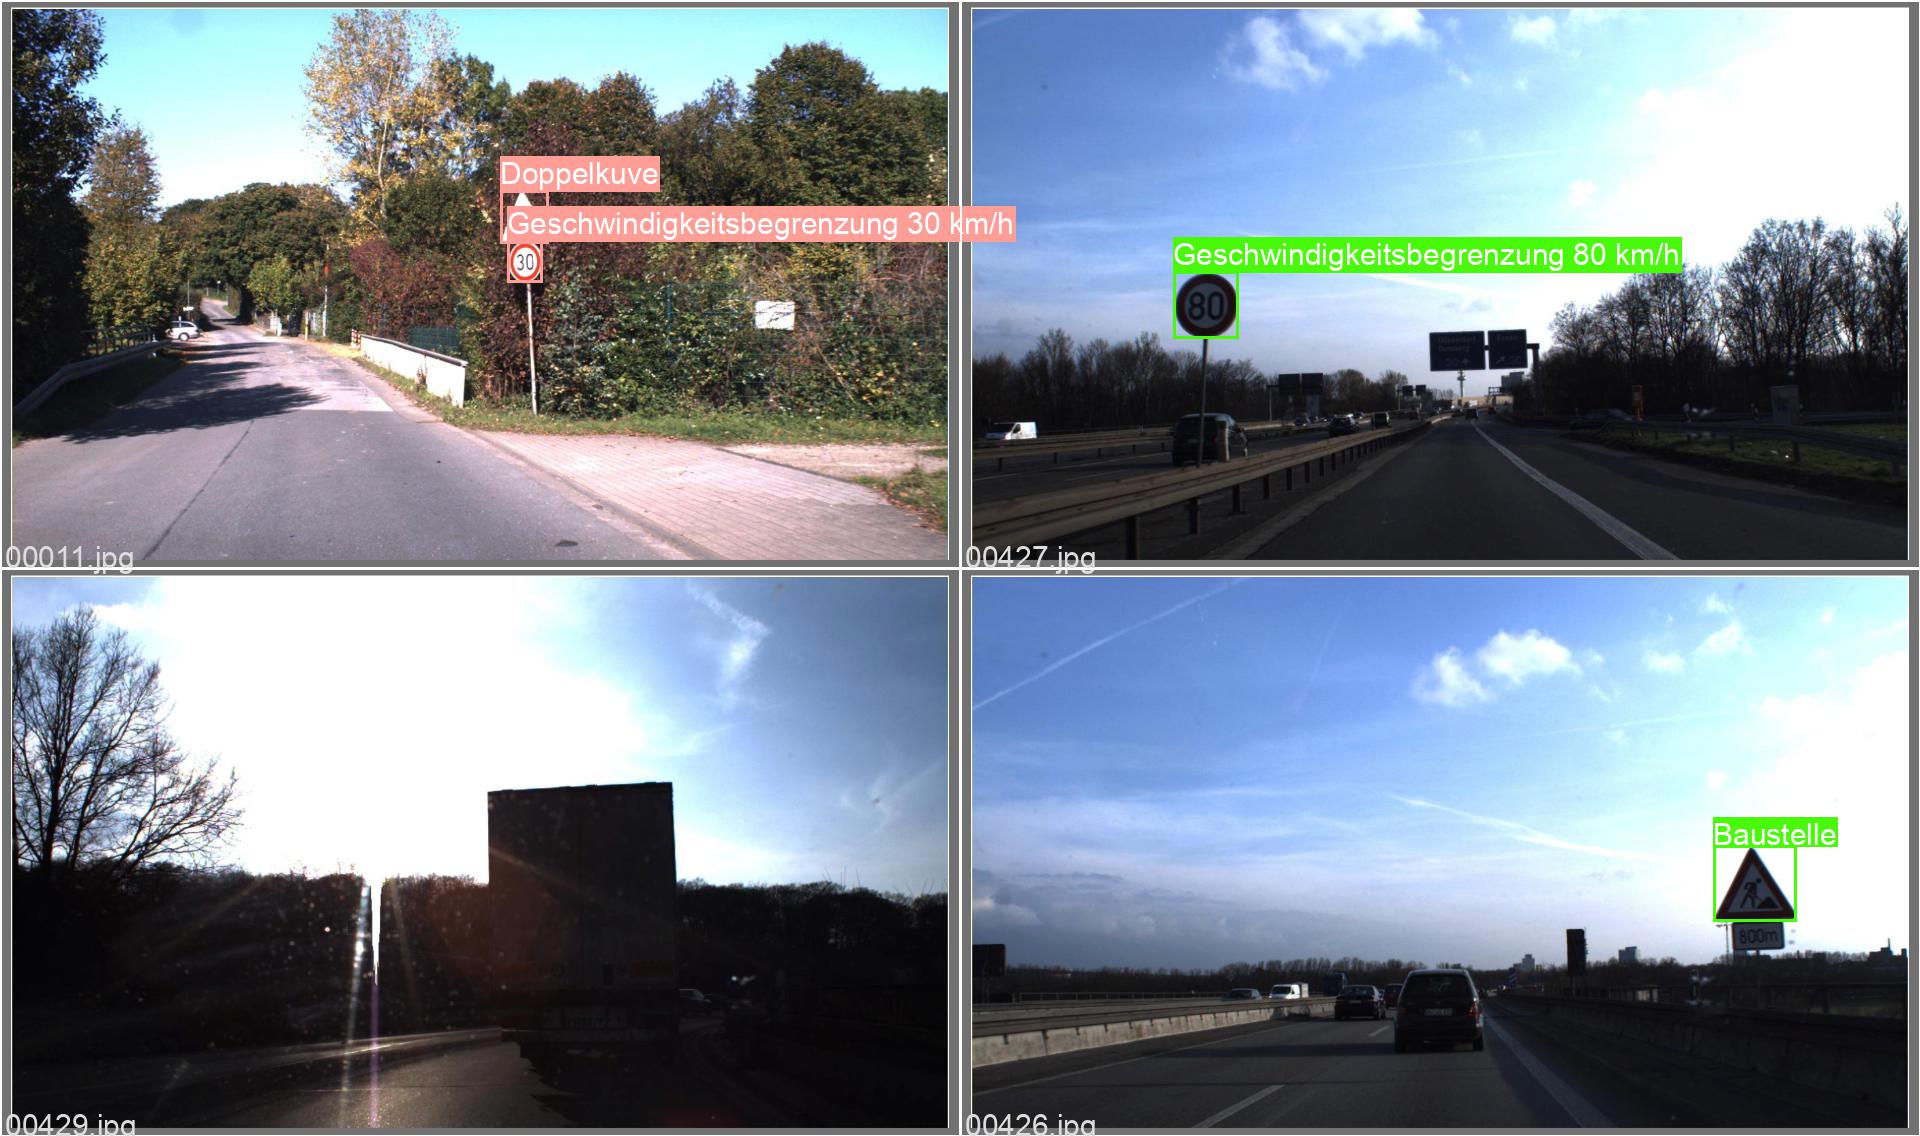 Doppelkuve
Geschwindigkeitsbegrenzung 30 km/h
30
00011.jpg
Geschwindigkeitsbegrenzung 80 km/h
80
00427.jpg
00429.jpg
Baustelle
800m
00426.jpg